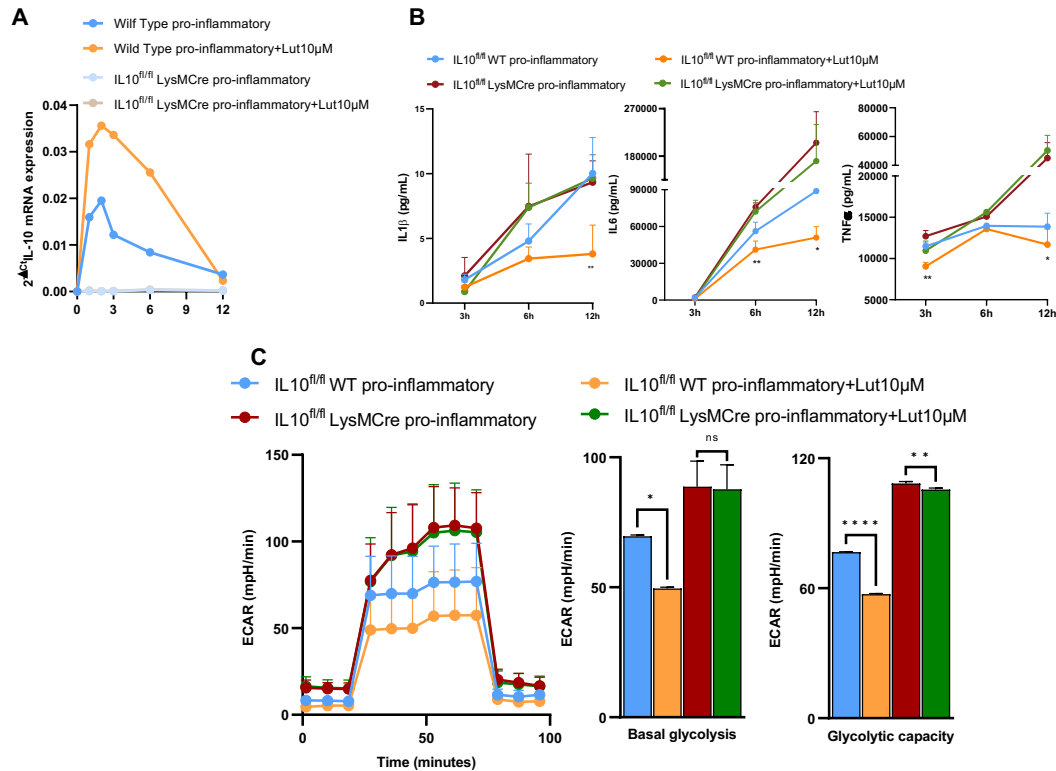 A
Wilf Type pro-inflammatory
Wild Type pro-inflammatory+Lut10µM
IL10fl/fl LysMCre pro-inflammatory
IL10fl/fl LysMCre pro-inflammatory+Lut10µM
0.04
0.03
0.02
0.01
0.00
0
3
6
9
12
IL-10 mRNA expression
B
IL10fl/fl WT pro-inflammatory
IL10fl/fl WT pro-inflammatory+Lut10µM
IL10fl/fl LysMCre pro-inflammatory
IL10fl/fl LysMCre pro-inflammatory+Lut10µM
15
10
5
0
IL1β (pg/mL)
**
3h
6h
12h
270000
180000
90000
60000
30000
0
IL6 (pg/mL)
**
*
3h
6h
12h
100000
80000
60000
40000
20000
15000
10000
5000
(pg/mL)
**
*
3h
6h
12h
C
IL10fl/fl WT pro-inflammatory
IL10fl/fl WT pro-inflammatory+Lut10µM
IL10fl/fl LysMCre pro-inflammatory
IL10fl/fl LysMCre pro-inflammatory+Lut10µM
150
100
50
0
ECAR (mpH/min)
0
50
100
Time (minutes)
100
50
0
ECAR (mpH/min)
*
ns
Basal glycolysis
120
60
0
ECAR (mpH/min)
****
**
Glycolytic capacity